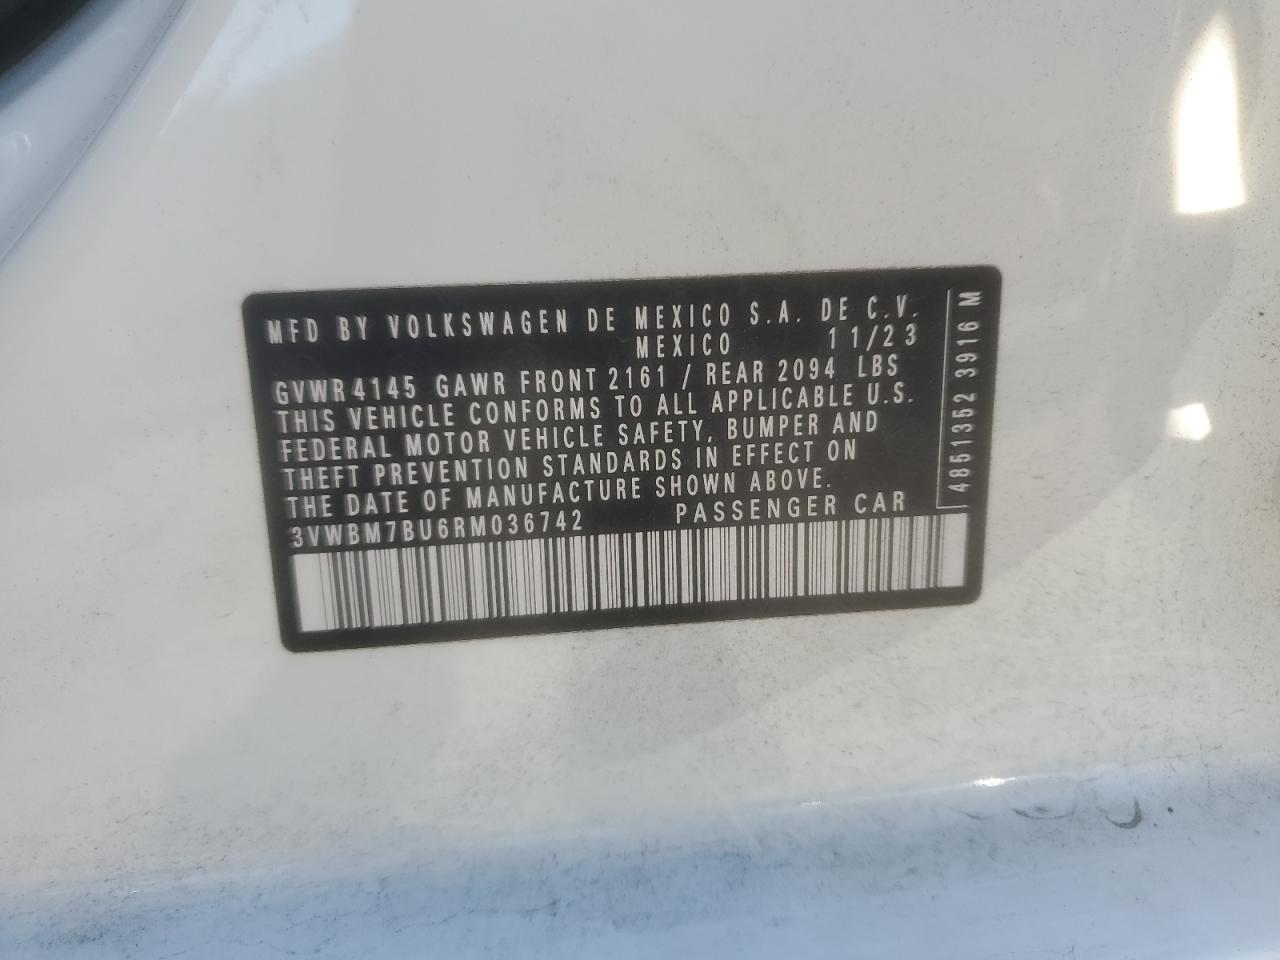 MFD BY VOLKSWAGEN DE MEXICO S.A. DE C.V.
MEXICO 11/23
GVWR 4145 GAWR FRONT 2161 / REAR 2094 LBS
THIS VEHICLE CONFORMS TO ALL APPLICABLE U.S.
FEDERAL MOTOR VEHICLE SAFETY, BUMPER AND
THEFT PREVENTION STANDARDS IN EFFECT ON
THE DATE OF MANUFACTURE SHOWN ABOVE.
3VWBM7BU6RM036742 PASSENGER CAR
4851352 3916 M